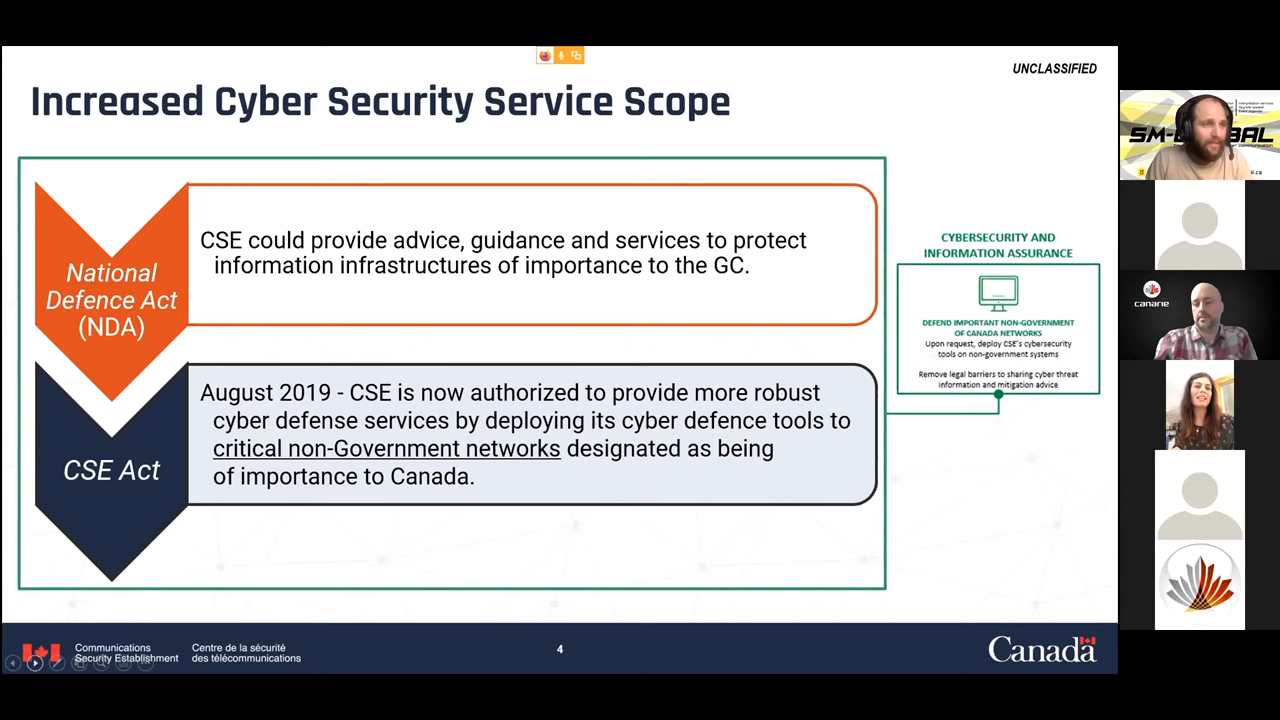 UNCLASSIFIED
Increased Cyber Security Service Scope
National
Defence Act
(NDA)
CSE could provide advice, guidance and services to protect
information infrastructures of importance to the GC.
CSE Act
August 2019 - CSE is now authorized to provide more robust
cyber defense services by deploying its cyber defence tools to
critical non-Government networks designated as being
of importance to Canada.
CYBERSECURITY AND
INFORMATION ASSURANCE
DEFEND IMPORTANT NON-GOVERNMENT
OF CANADA NETWORKS
Upon request, deploy CSE's cybersecurity
tools on non-government systems
Remove legal barriers to sharing cyber threat
information and mitigation advice
Communications
Security Establishment
Centre de la sécurité
des télécommunications
4
Canada
canarie